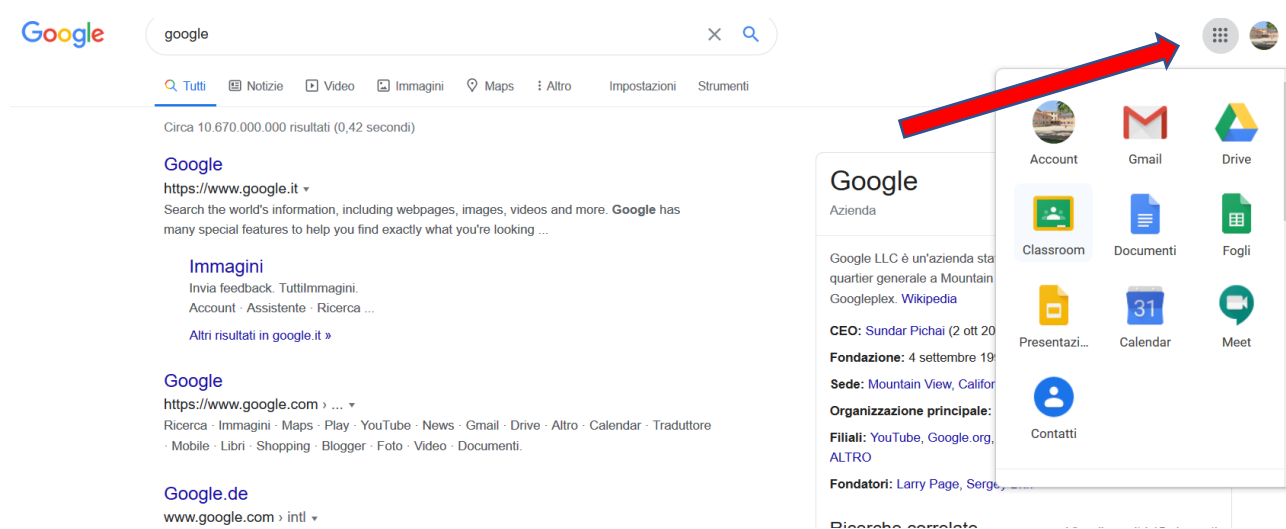 Google
google
Tutti Notizie Video Immagini Maps Altro Impostazioni Strumenti
Circa 10.670.000.000 risultati (0,42 secondi)
Google
https://www.google.it
Search the world's information, including webpages, images, videos and more. Google has
many special features to help you find exactly what you're looking ...
Immagini
Invia feedback. TuttiImmagini.
Account · Assistente · Ricerca ...
Altri risultati in google.it »
Google
https://www.google.com › ...
Ricerca · Immagini · Maps · Play · YouTube · News · Gmail · Drive · Altro · Calendar · Traduttore
· Mobile · Libri · Shopping · Blogger · Foto · Video · Documenti.
Google.de
www.google.com › intl
Google
Azienda
Google LLC è un'azienda
quartier generale a Mountain
Googleplex. Wikipedia
CEO: Sundar Pichai (2 ott 20
Fondazione: 4 settembre 19
Sede: Mountain View,
Organizzazione principale:
Filiali: YouTube, Google.org,
ALTRO
Fondatori: Larry Page,
Ricerche correlate
Account Gmail Drive
Classroom Documenti Fogli
31
Presentazi... Calendar Meet
Contatti